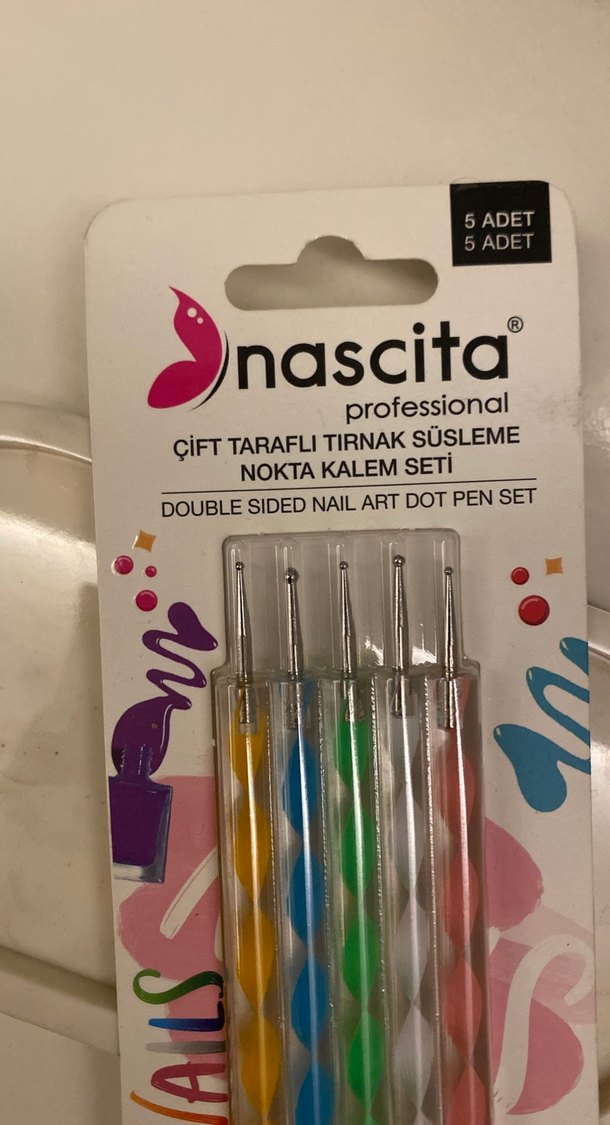 5 ADET
5 ADET
nascita®
professional
ÇİFT TARAFLI TIRNAK SÜSLEME
NOKTA KALEM SETİ
DOUBLE SIDED NAIL ART DOT PEN SET
NAILS